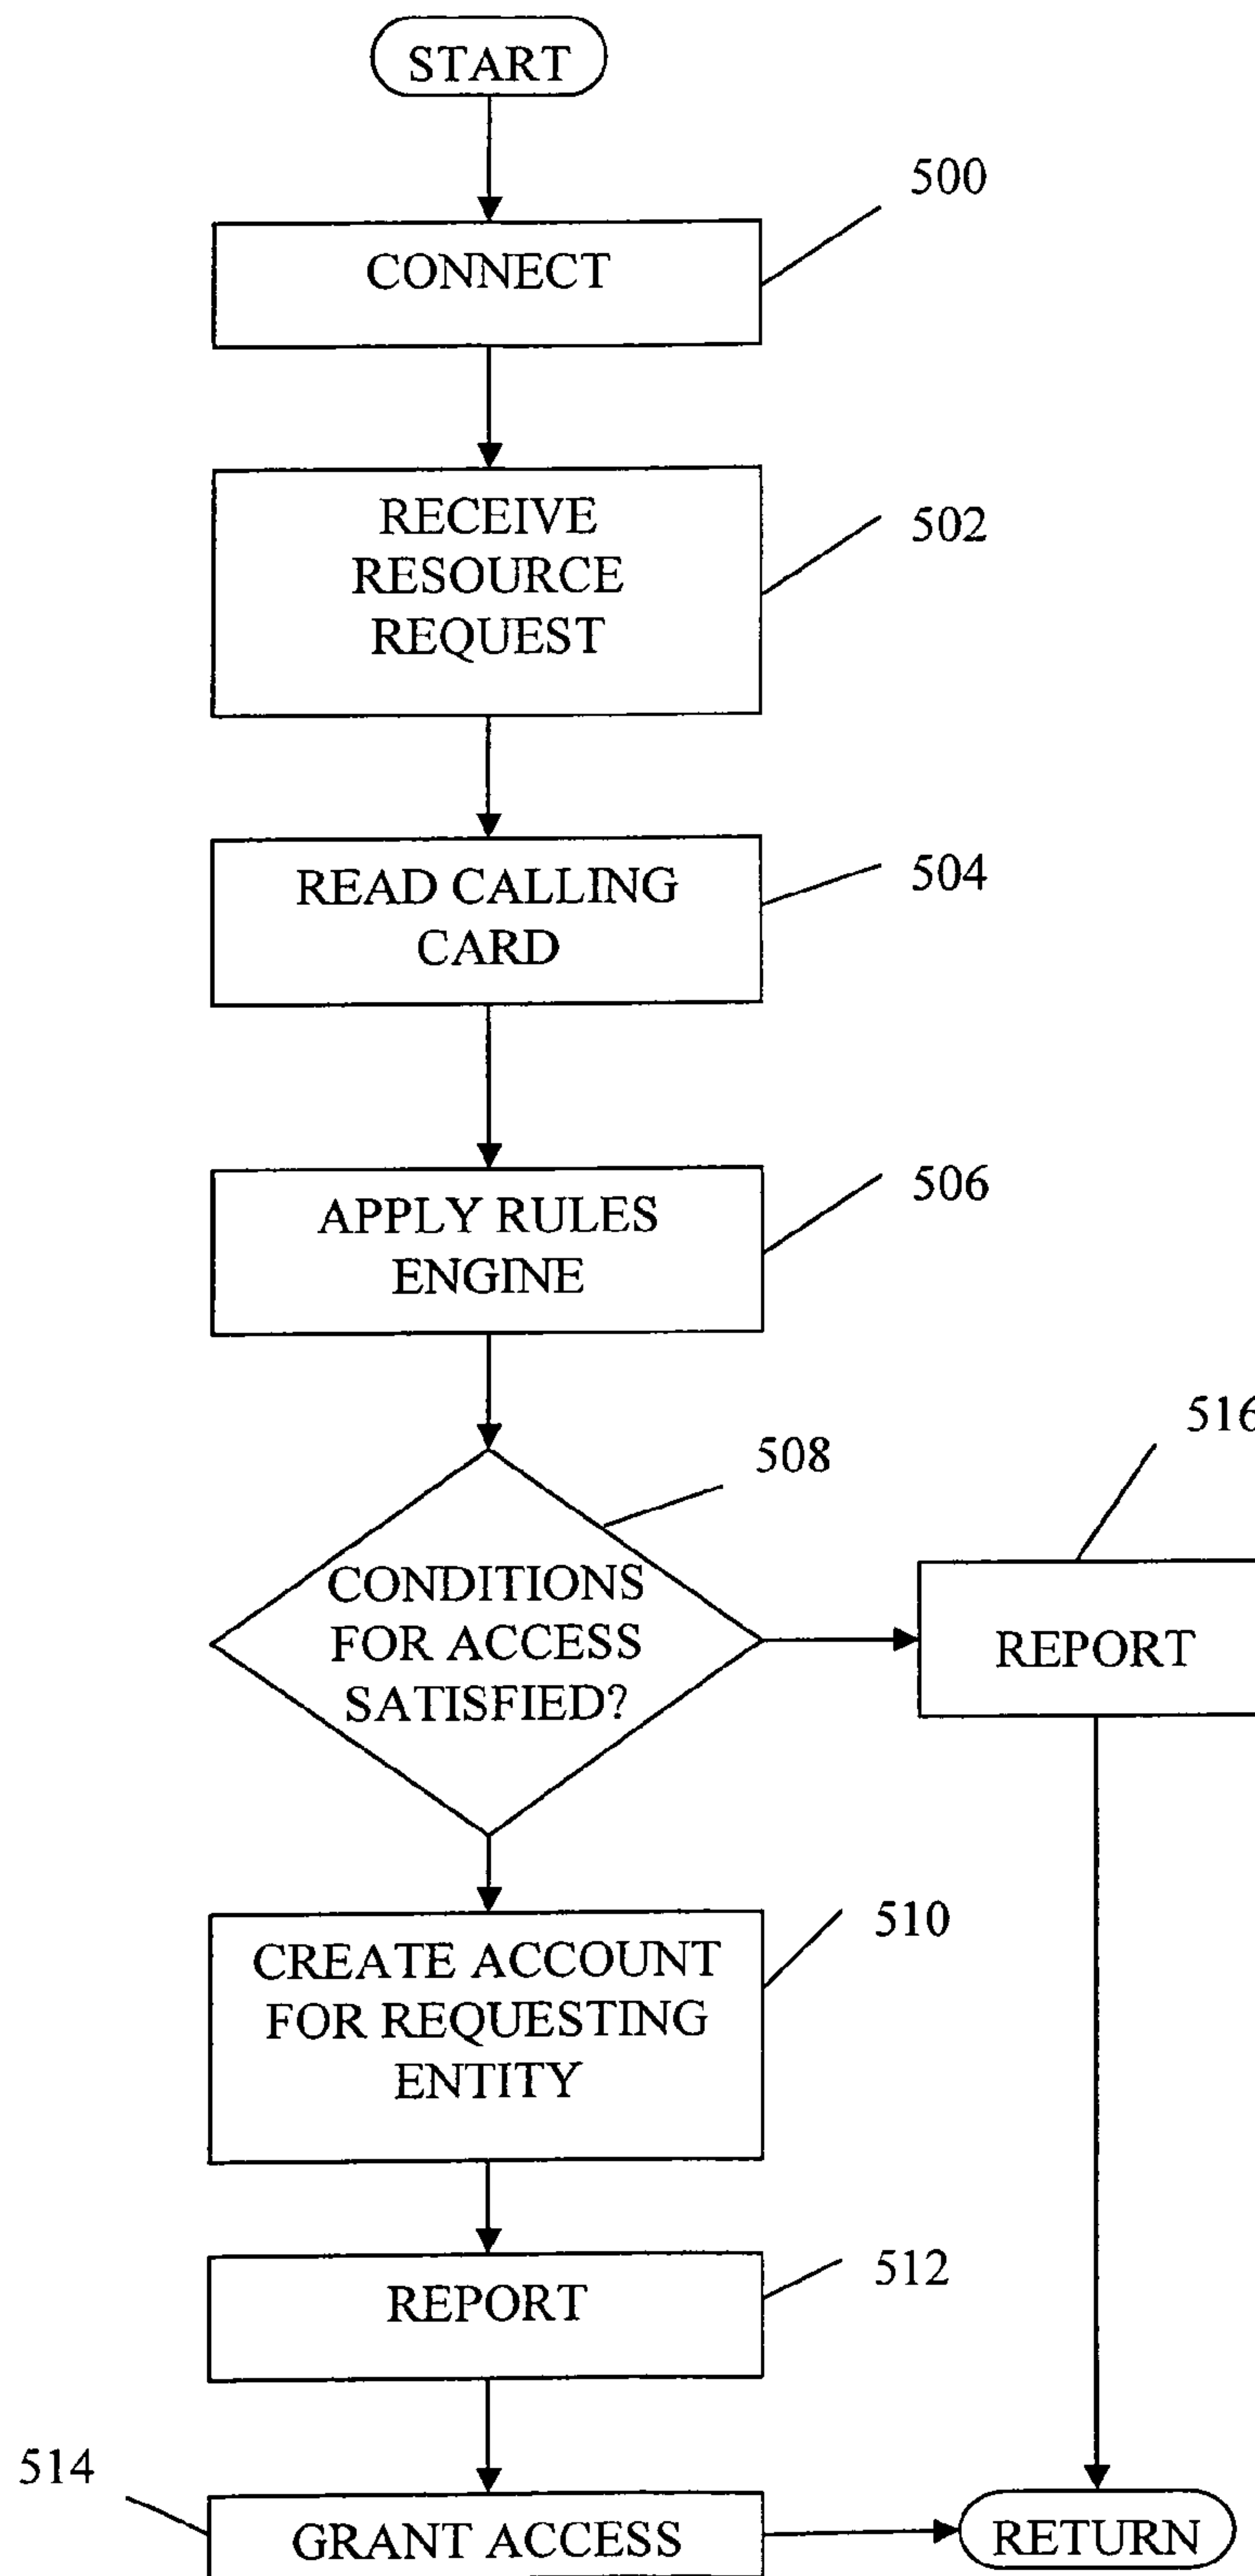 START
500
CONNECT
RECEIVE
RESOURCE
REQUEST
502
READ CALLING
CARD
504
APPLY RULES
ENGINE
506
508
516
CONDITIONS
FOR ACCESS
SATISFIED?
REPORT
510
CREATE ACCOUNT
FOR REQUESTING
ENTITY
512
REPORT
514
GRANT ACCESS
RETURN